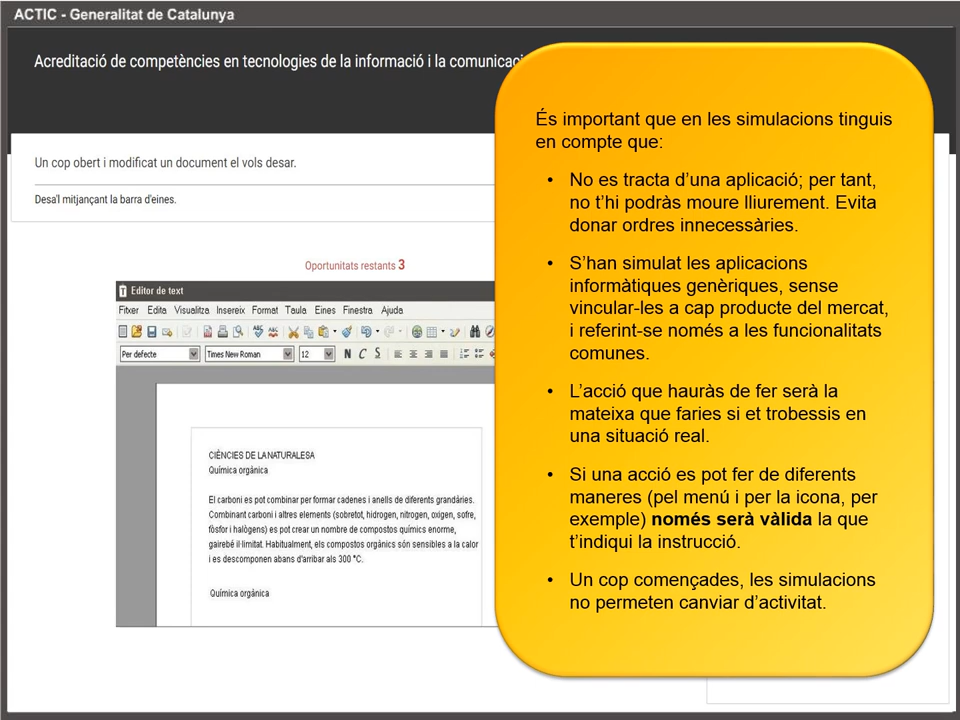 ACTIC - Generalitat de Catalunya
Acreditació de competències en tecnologies de la informació i la
Un cop obert i modificat un document el vols desar.
Desa'l mitjançant la barra d'eines.
Oportunitats restants 3
Editor de text
Fitxer Edita Visualitza Insereix Format Taula Eines Finestra Ajuda
Per defecte Times New Roman 12 N C S
CIÈNCIES DE LA NATURALESA
Química orgánica
El carboni es pot combinar per formar cadenes i anells de diferents grandàries.
Combinant carboni i altres elements (sobretot, hidrogen, nitrogen, oxigen, sofre,
fòsfor i halògens) es pot crear un nombre de compostos químics enorme,
gairebé il·limitat. Habitualment, els compostos orgànics són sensibles a la calor
i es descomponen abans d'arribar als 300 °C.
Química orgànica
És important que en les simulacions tinguis
en compte que:
• No es tracta d'una aplicació; per tant,
no t'hi podràs moure lliurement. Evita
donar ordres innecessàries.
• S'han simulat les aplicacions
informàtiques genèriques, sense
vincular-les a cap producte del mercat,
i referint-se només a les funcionalitats
comunes.
• L'acció que hauràs de fer serà la
mateixa que faries si et trobessis en
una situació real.
• Si una acció es pot fer de diferents
maneres (pel menú i per la icona, per
exemple) només serà vàlida la que
t'indiqui la instrucció.
• Un cop començades, les simulacions
no permeten canviar d'activitat.